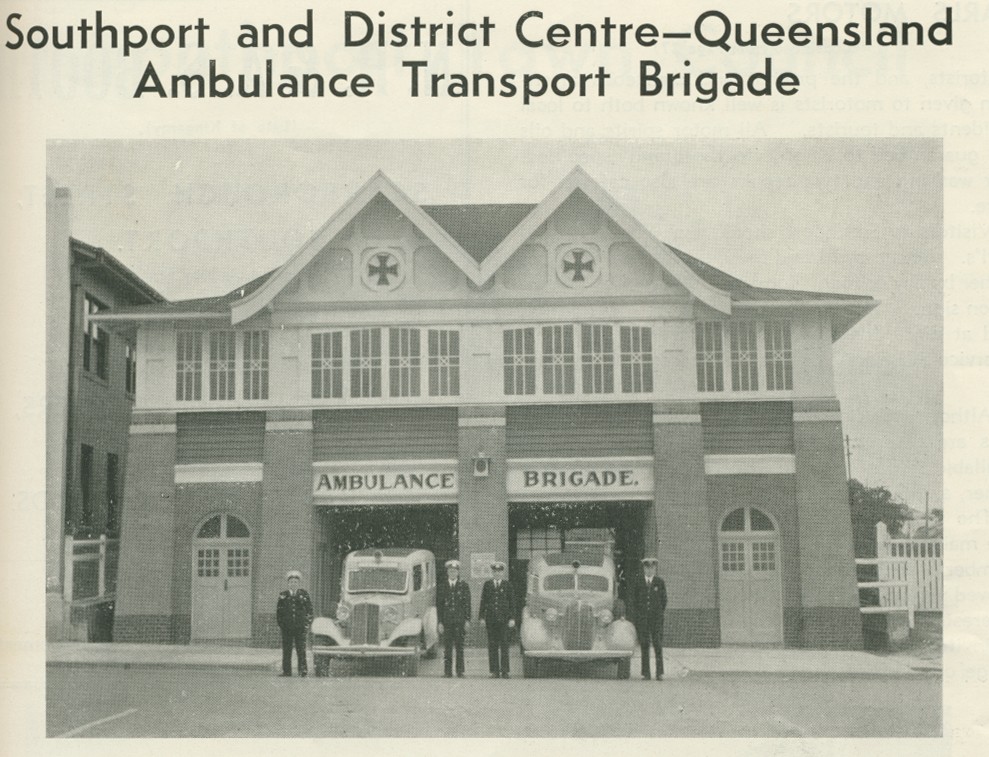 Southport and District Centre—Queensland
Ambulance Transport Brigade
AMBULANCE BRIGADE.